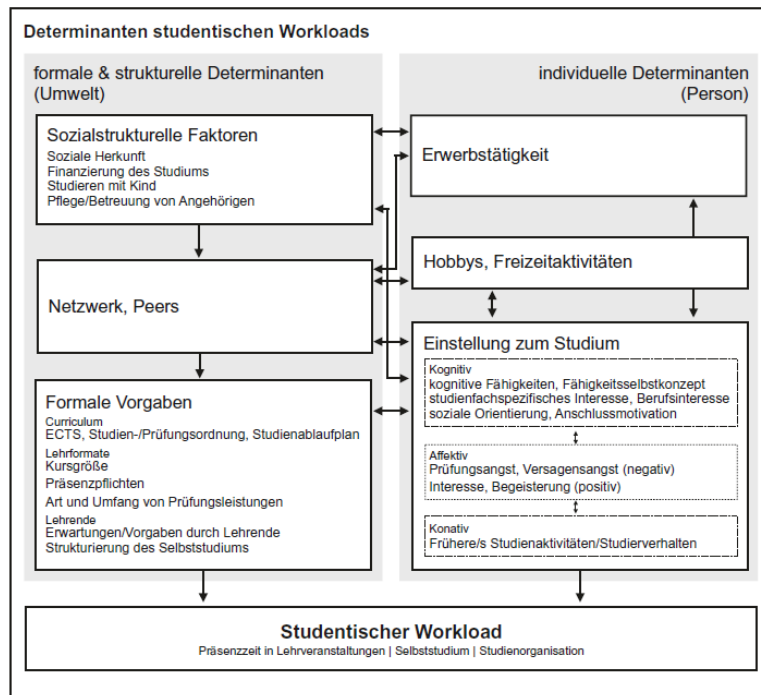 Determinanten studentischen Workloads
formale & strukturelle Determinanten
(Umwelt)
Sozialstrukturelle Faktoren
Soziale Herkunft
Finanzierung des Studiums
Studieren mit Kind
Pflege/Betreuung von Angehörigen
Netzwerk, Peers
Formale Vorgaben
Curriculum
ECTS, Studien-/Prüfungsordnung, Studienablaufplan
Lehrformate
Kursgröße
Präsenzpflichten
Art und Umfang von Prüfungsleistungen
Lehrende
Erwartungen/Vorgaben durch Lehrende
Strukturierung des Selbststudiums
individuelle Determinanten
(Person)
Erwerbstätigkeit
Hobbys, Freizeitaktivitäten
Einstellung zum Studium
Kognitiv
kognitive Fähigkeiten, Fähigkeitsselbstkonzept
studienfachspezifisches Interesse, Berufsinteresse
soziale Orientierung, Anschlussmotivation
Affektiv
Prüfungsangst, Versagensangst (negativ)
Interesse, Begeisterung (positiv)
Konativ
Frühere/s Studienaktivitäten/Studierverhalten
Studentischer Workload
Präsenzzeit in Lehrveranstaltungen | Selbststudium | Studienorganisation